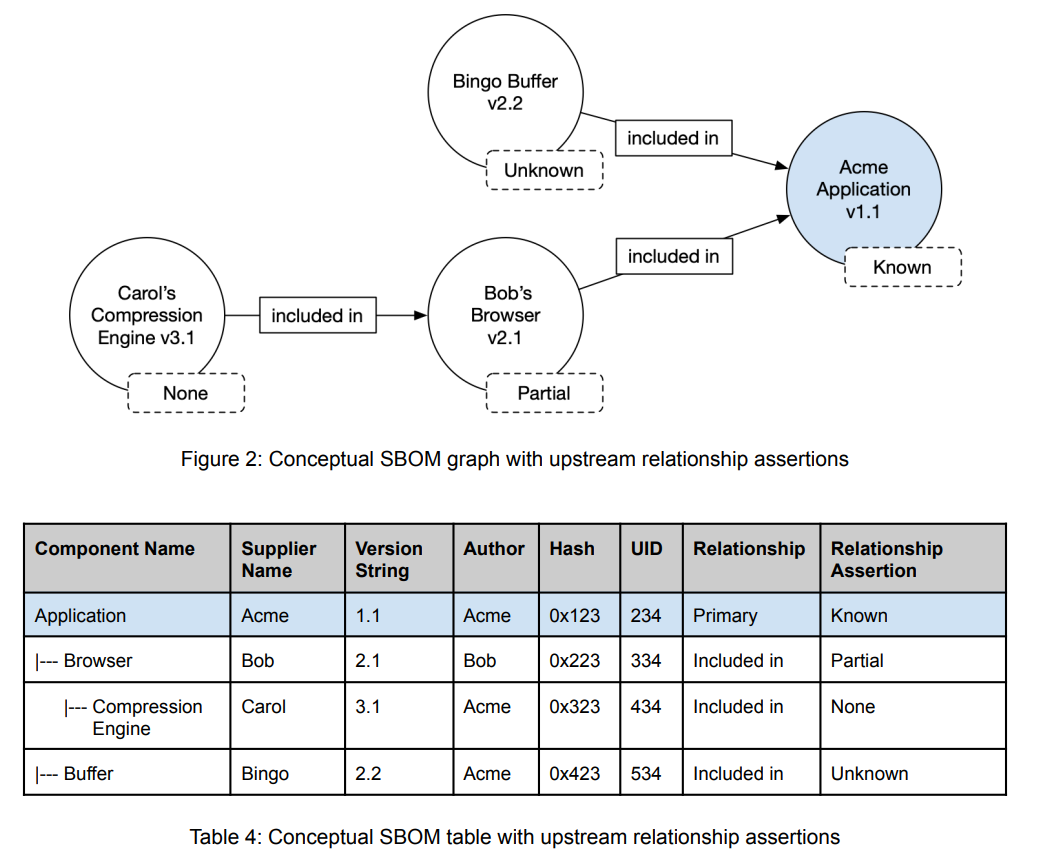 Bingo Buffer
v2.2
Unknown
included in
Acme
Application
v1.1
Known
included in
Carol's
Compression
Engine v3.1
None
included in
Bob's
Browser
v2.1
Partial
Figure 2: Conceptual SBOM graph with upstream relationship assertions
Component Name Supplier Name Version String Author Hash UID Relationship Relationship Assertion
Application Acme 1.1 Acme 0x123 234 Primary Known
|--- Browser Bob 2.1 Bob 0x223 334 Included in Partial
|--- Compression Engine Carol 3.1 Acme 0x323 434 Included in None
|--- Buffer Bingo 2.2 Acme 0x423 534 Included in Unknown
Table 4: Conceptual SBOM table with upstream relationship assertions